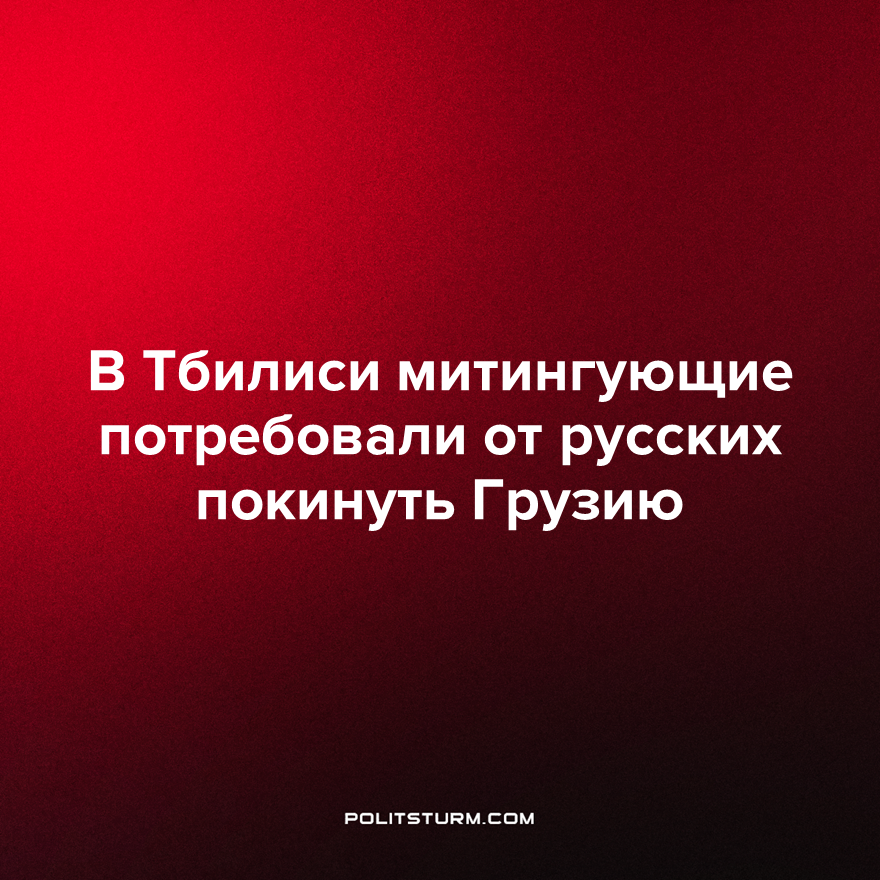 В Тбилиси митингующие
потребовали от русских
покинуть Грузию
POLITSTURM.COM